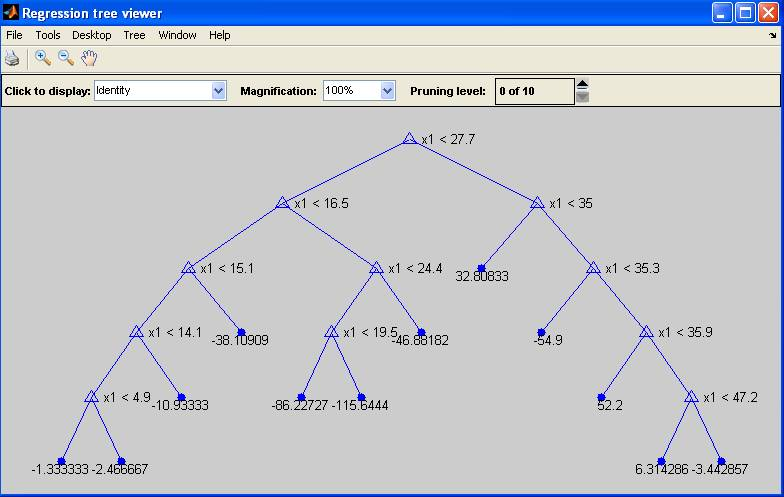 Regression tree viewer
File Tools Desktop Tree Window Help
Click to display: Identity Magnification: 100% Pruning level: 0 of 10
x1 < 27.7
x1 < 16.5 x1 < 35
x1 < 15.1 x1 < 24.4 32.80833 x1 < 35.3
x1 < 14.1 -38.10909 x1 < 19.5 -46.88182 -54.9 x1 < 35.9
x1 < 4.9 -10.93333 -86.22727 -115.6444 52.2 x1 < 47.2
-1.333333 -2.466667 6.314286 -3.442857